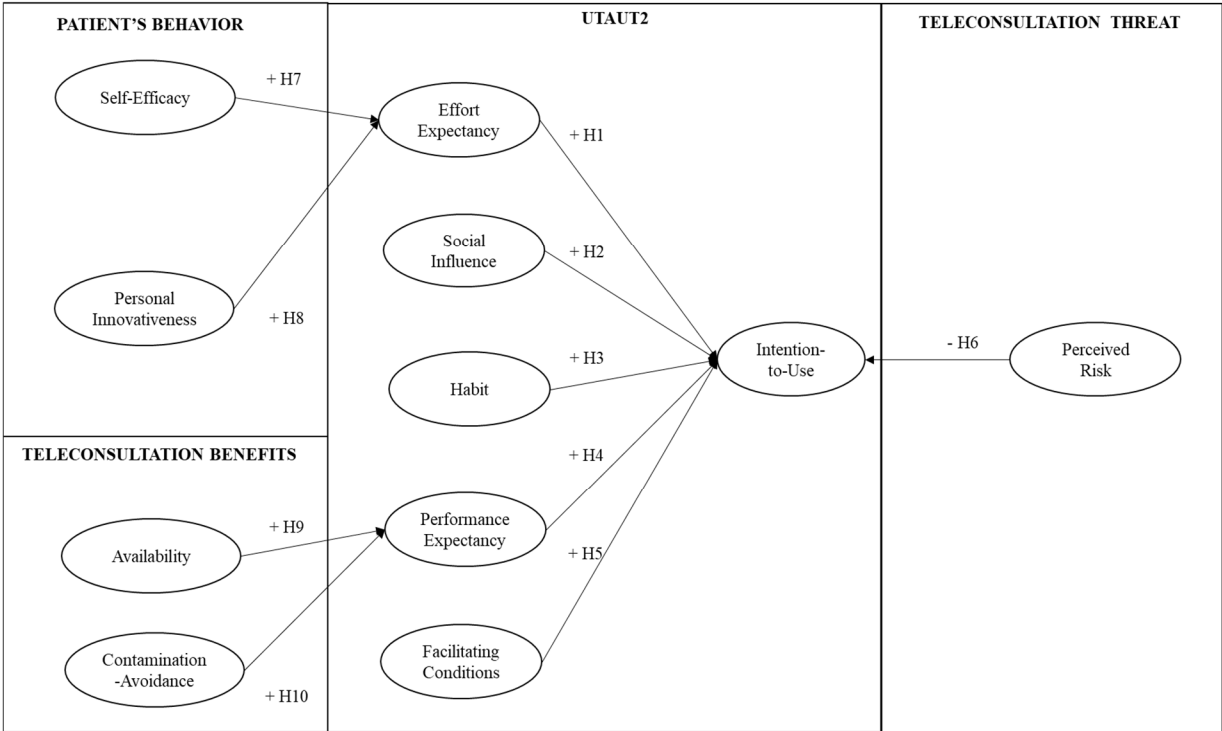 PATIENT'S BEHAVIOR
Self-Efficacy
+ H7
Personal
Innovativeness
+ H8
TELECONSULTATION BENEFITS
Availability
+ H9
Contamination
-Avoidance
+ H10
UTAUT2
Effort
Expectancy
+ H1
Social
Influence
+ H2
Habit
+ H3
Performance
Expectancy
+ H4
Facilitating
Conditions
+ H5
Intention-
to-Use
TELECONSULTATION THREAT
- H6
Perceived
Risk